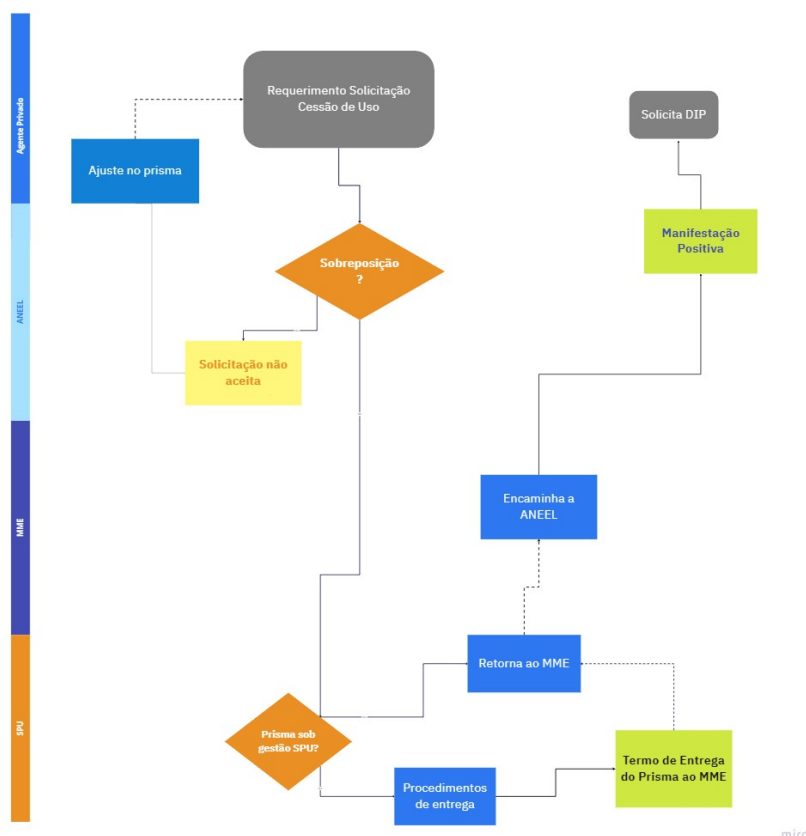 Agente Privado
Requerimento Solicitação
Cessão de Uso
Solicita DIP
Ajuste no prisma
ANEEL
Manifestação
Positiva
Sobreposição
?
Solicitação não
aceita
MME
Encaminha a
ANEEL
SPU
Retorna ao MME
Prisma sob
gestão SPU?
Termo de Entrega
do Prisma ao MME
Procedimentos
de entrega
miro